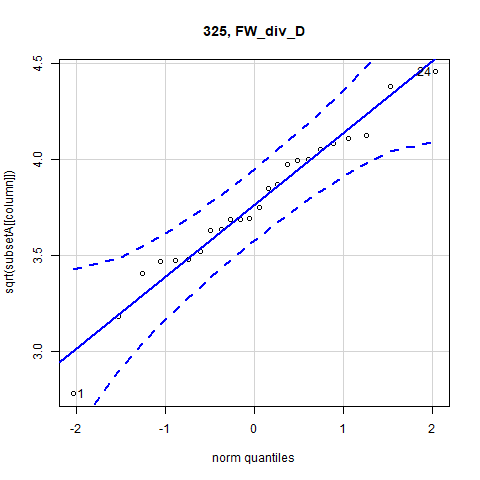 325, FW_div_D
sqrt(subsetA[[column]])
4.5
4.0
3.5
3.0
24
1
-2 -1 0 1 2
norm quantiles